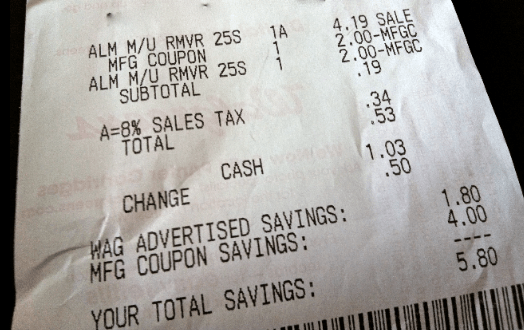 ALM M/U RMVR 25S 1A 4.19 SALE
MFG COUPON 1 2.00-MFGC
ALM M/U RMVR 25S 1 2.00-MFGC
SUBTOTAL .19
A=8% SALES TAX .34
TOTAL .53
CASH 1.03
CHANGE .50
WAG ADVERTISED SAVINGS: 1.80
MFG COUPON SAVINGS: 4.00
----
YOUR TOTAL SAVINGS: 5.80